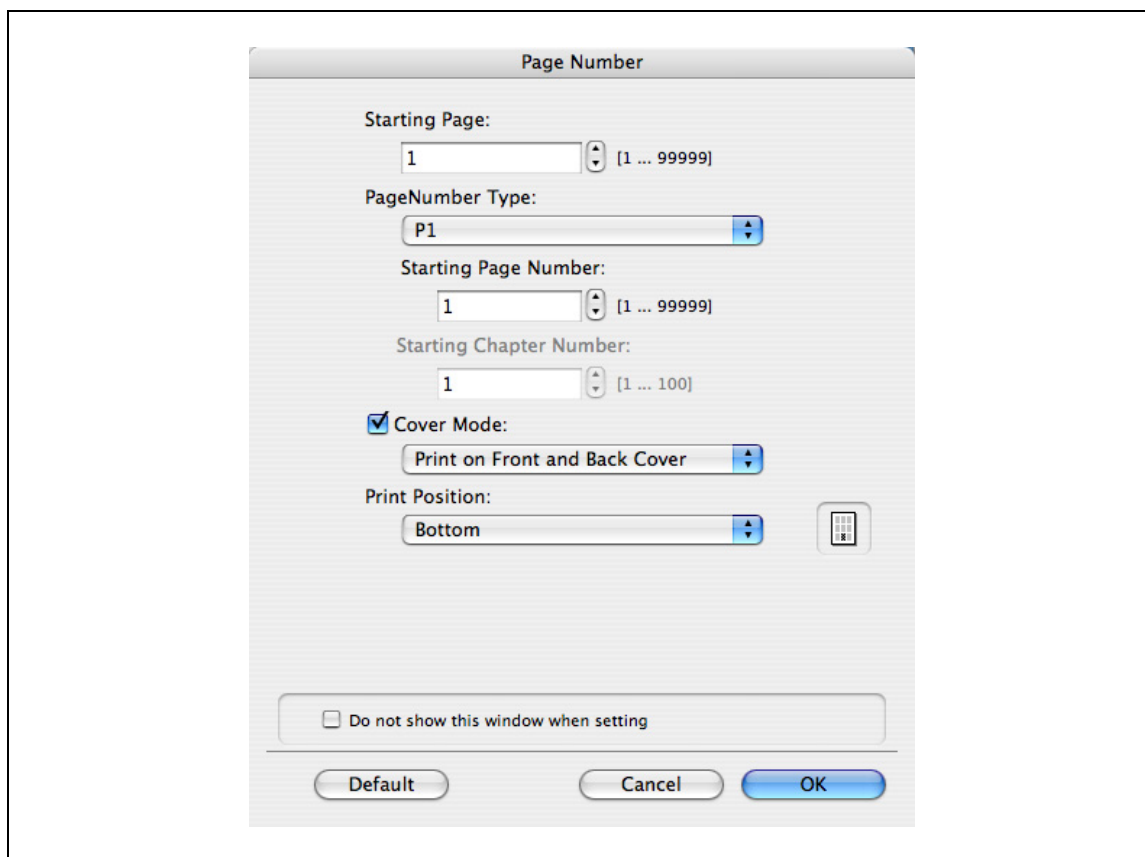 Page Number
Starting Page:
1 [1 ... 99999]
PageNumber Type:
P1
Starting Page Number:
1 [1 ... 99999]
Starting Chapter Number:
1 [1 ... 100]
Cover Mode:
Print on Front and Back Cover
Print Position:
Bottom
Do not show this window when setting
Default Cancel OK